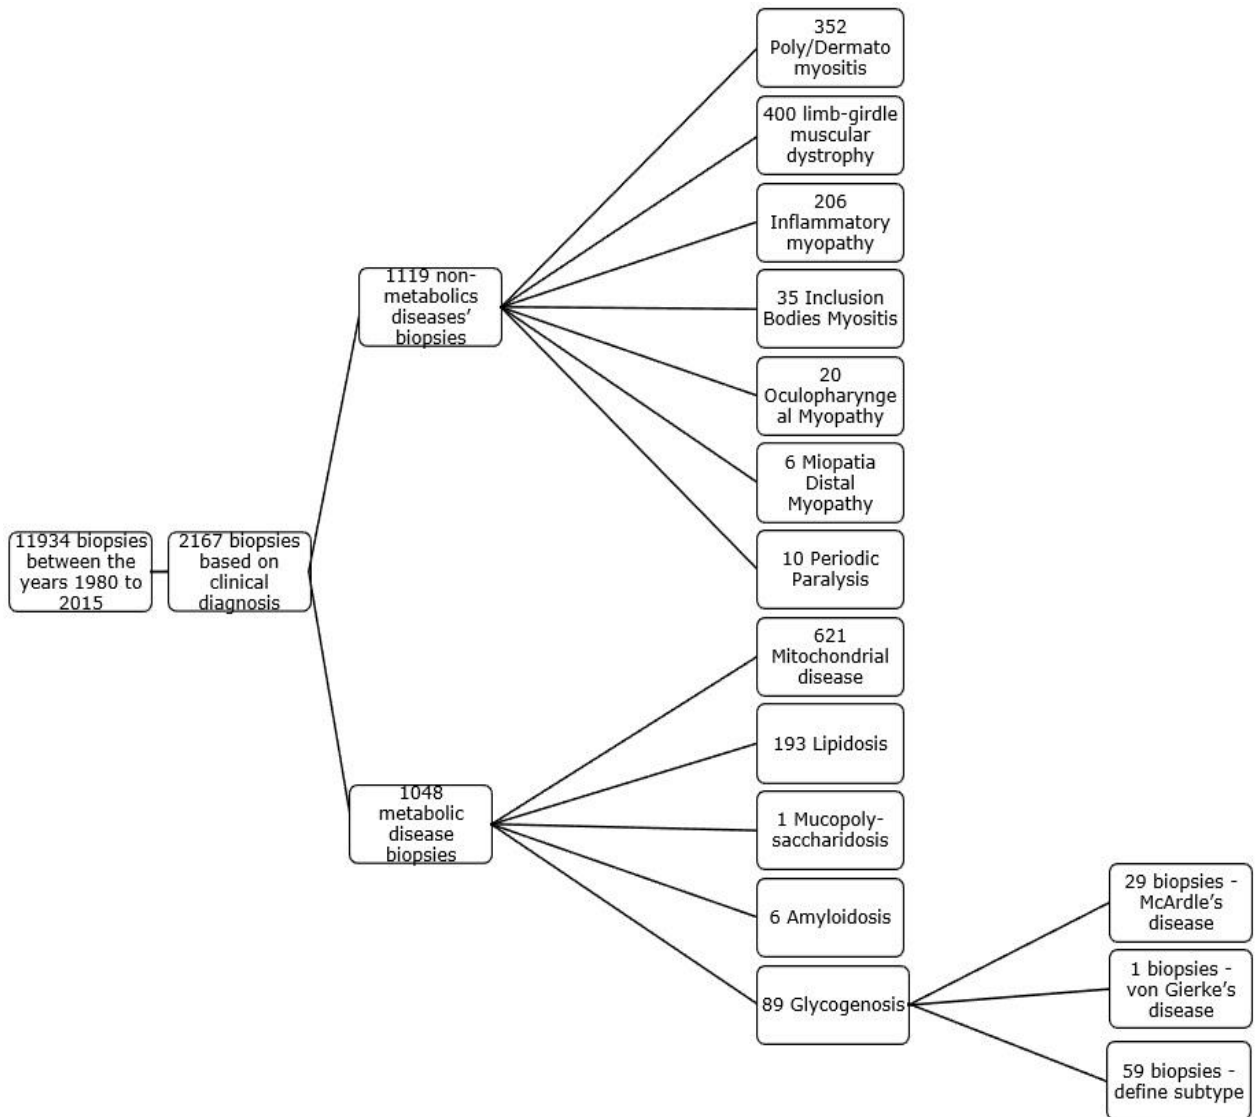 11934 biopsies
between the
years 1980 to
2015
2167 biopsies
based on
clinical
diagnosis
1119 non-
metabolics
diseases’
biopsies
352
Poly/Dermato
myositis
400 limb-girdle
muscular
dystrophy
206
Inflammatory
myopathy
35 Inclusion
Bodies Myositis
20
Oculopharynge
al Myopathy
6 Miopatia
Distal
Myopathy
10 Periodic
Paralysis
1048
metabolic
disease
biopsies
621
Mitochondrial
disease
193 Lipidosis
1 Mucopoly-
saccharidosis
6 Amyloidosis
89 Glycogenosis
29 biopsies -
McArdle’s
disease
1 biopsies -
von Gierke’s
disease
59 biopsies -
define subtype